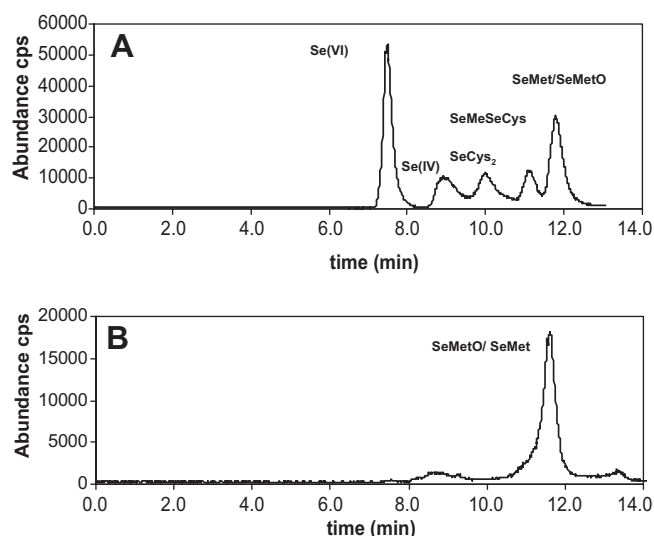 A
Abundance cps
60000
50000
40000
30000
20000
10000
0
Se(VI)
Se(IV)
SeCys₂
SeMeSeCys
SeMet/SeMetO
0.0 2.0 4.0 6.0 8.0 10.0 12.0 14.0
time (min)
B
Abundance cps
20000
15000
10000
5000
0
SeMetO/ SeMet
0.0 2.0 4.0 6.0 8.0 10.0 12.0 14.0
time (min)